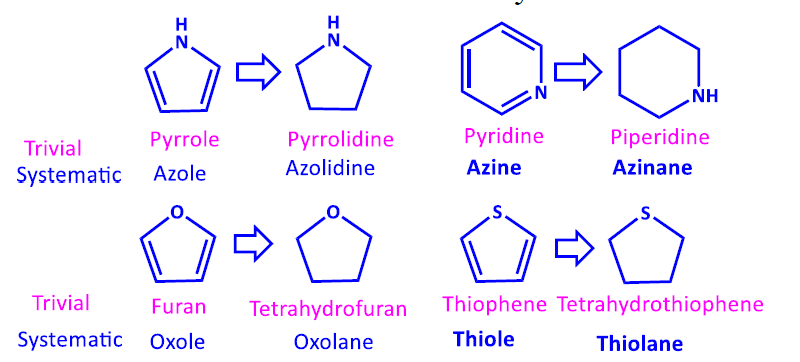 H
N
H
N
N
NH
Pyrrole
Pyrrolidine
Pyridine
Piperidine
Trivial
Systematic
Azole
Azolidine
Azine
Azinane
O
O
S
S
Trivial
Furan
Tetrahydrofuran
Thiophene
Tetrahydrothiophene
Systematic
Oxole
Oxolane
Thiole
Thiolane